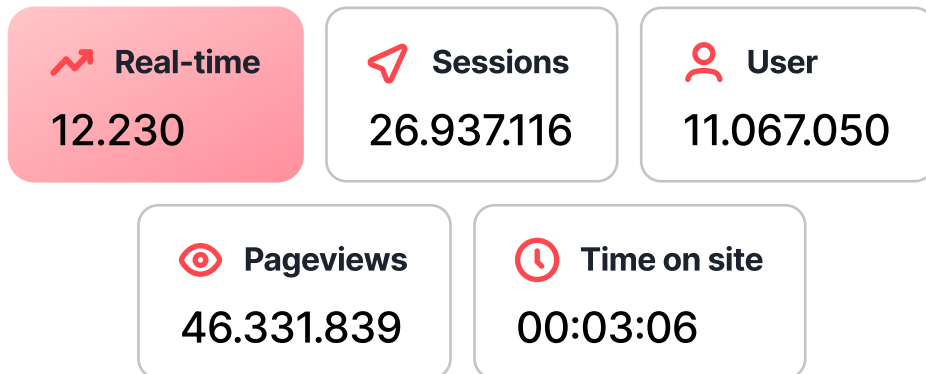 Real-time
12.230
Sessions
26.937.116
User
11.067.050
Pageviews
46.331.839
Time on site
00:03:06